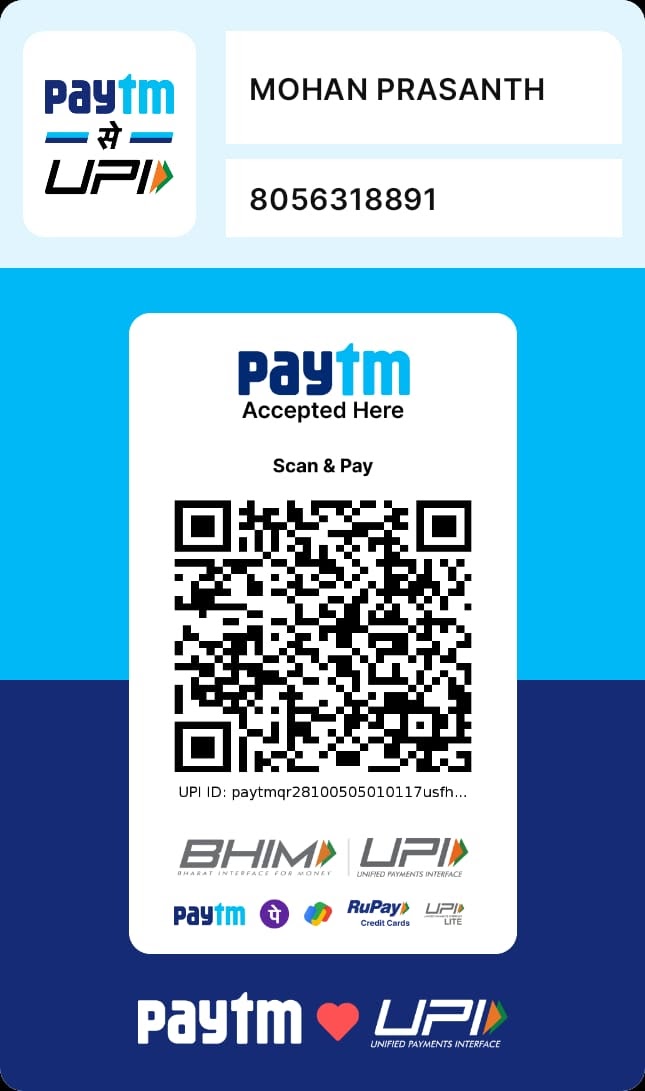 paytm
से
UPI
MOHAN PRASANTH
8056318891
paytm
Accepted Here
Scan & Pay
UPI ID: paytmqr28100505010117usfh...
BHIM UPI
BHARAT INTERFACE FOR MONEY UNIFIED PAYMENTS INTERFACE
paytm पे RuPay UPI
Credit Cards LITE
paytm UPI
UNIFIED PAYMENTS INTERFACE